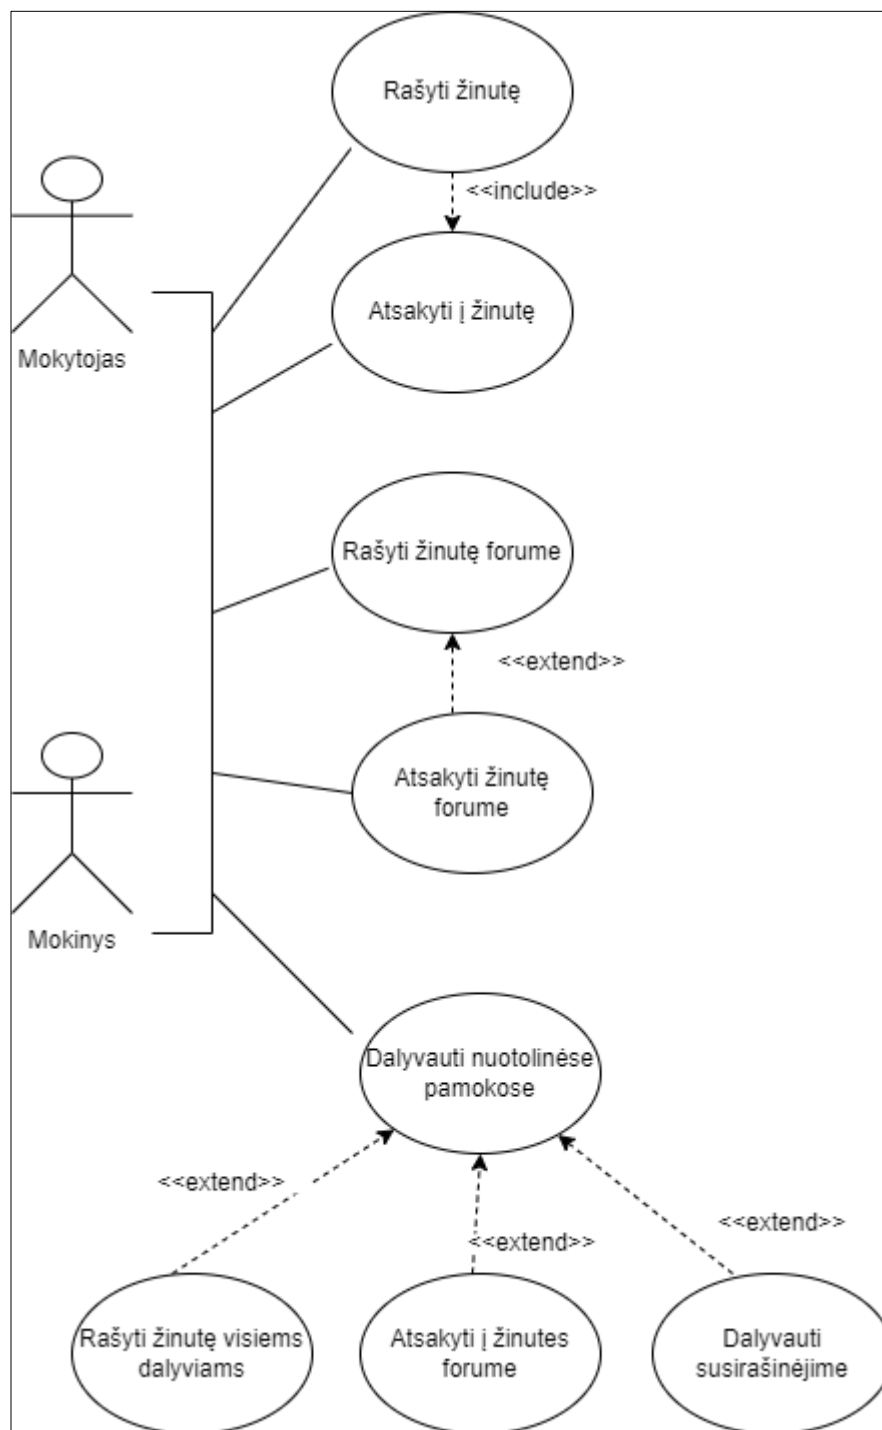 Rašyti žinutę
<<include>>
Atsakyti į žinutę
Mokytojas
Rašyti žinutę forume
<<extend>>
Atsakyti žinutę
forume
Mokinys
Dalyvauti nuotolinėse
pamokose
<<extend>>
<<extend>>
<<extend>>
Rašyti žinutę visiems
dalyviams
Atsakyti į žinutes
forume
Dalyvauti
susirašinėjime